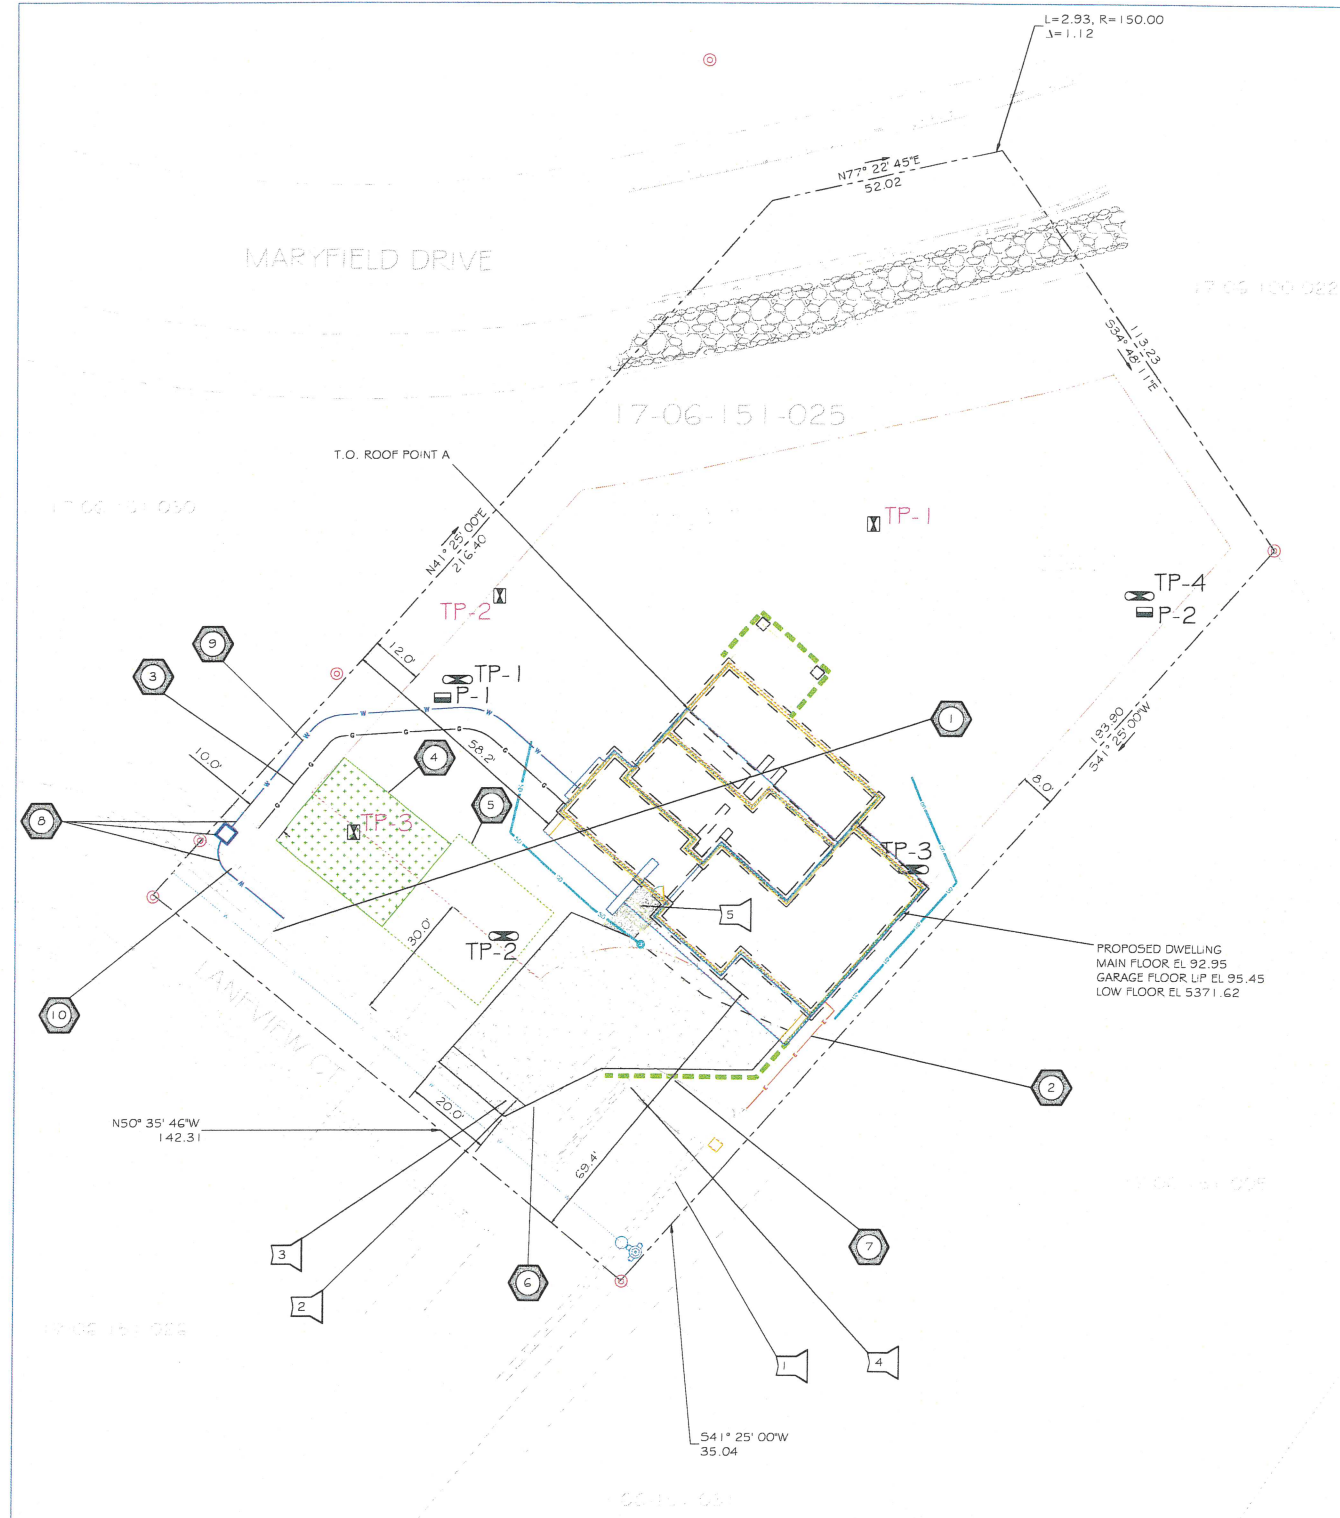 L=2.93, R=150.00
Δ=1.12
N77° 22' 45"E
52.02
MARYFIELD DRIVE
113.23
S34° 48' 11"E
17-06-151-025
T.O. ROOF POINT A
N41° 25' 00"E
216.40
TP-1
TP-2
TP-4
P-2
9
12.0'
TP-1
P-1
3
W
W
W
W
G
G
G
G
G
G
58.2'
1
193.90
S41° 25' 00"W
10.0'
4
8.0'
5
8
TP-3
TP-3
5
30.0'
TP-2
PROPOSED DWELLING
MAIN FLOOR EL 92.95
GARAGE FLOOR LIP EL 95.45
LOW FLOOR EL 5371.62
10
LANEVIEW CT
2
20.0'
N50° 35' 46"W
142.31
69.4'
3
7
6
2
1
4
S41° 25' 00"W
35.04